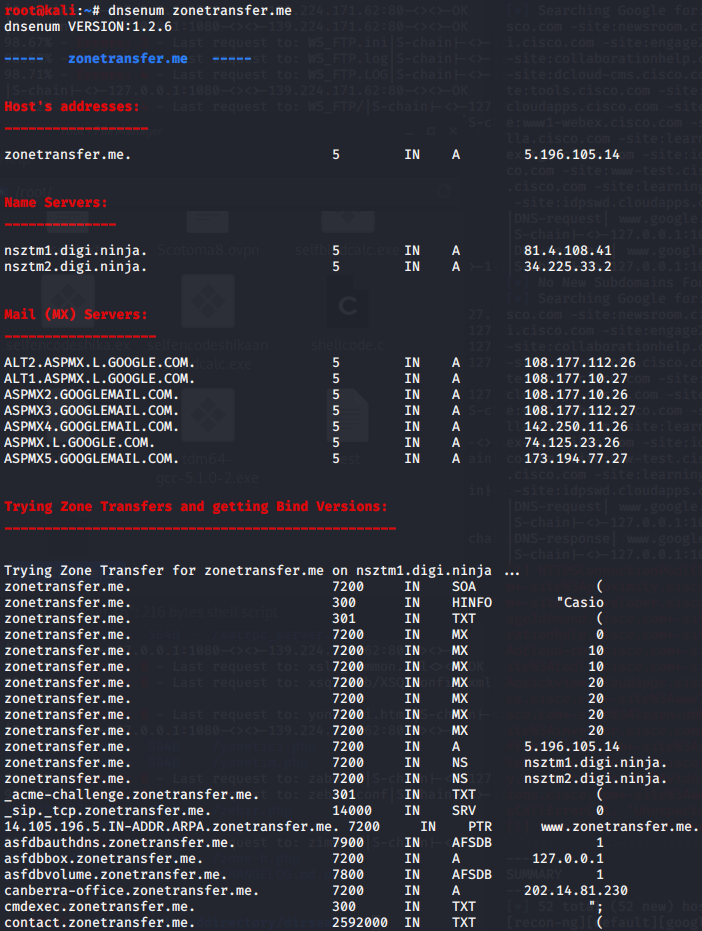 root@kali:~# dnsenum zonetransfer.me
dnsenum VERSION:1.2.6
-----   zonetransfer.me   -----
Host's addresses:
__________________
zonetransfer.me.                         5        IN    A        5.196.105.14
Name Servers:
______________
nsztm1.digi.ninja.                       5        IN    A        81.4.108.41
nsztm2.digi.ninja.                       5        IN    A        34.225.33.2
Mail (MX) Servers:
___________________
ALT2.ASPMX.L.GOOGLE.COM.                 5        IN    A        108.177.112.26
ALT1.ASPMX.L.GOOGLE.COM.                 5        IN    A        108.177.10.27
ASPMX2.GOOGLEMAIL.COM.                   5        IN    A        108.177.10.26
ASPMX3.GOOGLEMAIL.COM.                   5        IN    A        108.177.112.27
ASPMX4.GOOGLEMAIL.COM.                   5        IN    A        142.250.11.26
ASPMX.L.GOOGLE.COM.                      5        IN    A        74.125.23.26
ASPMX5.GOOGLEMAIL.COM.                   5        IN    A        173.194.77.27
Trying Zone Transfers and getting Bind Versions:
_________________________________________________
Trying Zone Transfer for zonetransfer.me on nsztm1.digi.ninja ...
zonetransfer.me.                         7200     IN    SOA               (
zonetransfer.me.                         300      IN    HINFO        "Casio
zonetransfer.me.                         301      IN    TXT               (
zonetransfer.me.                         7200     IN    MX                0
zonetransfer.me.                         7200     IN    MX               10
zonetransfer.me.                         7200     IN    MX               10
zonetransfer.me.                         7200     IN    MX               20
zonetransfer.me.                         7200     IN    MX               20
zonetransfer.me.                         7200     IN    MX               20
zonetransfer.me.                         7200     IN    MX               20
zonetransfer.me.                         7200     IN    A        5.196.105.14
zonetransfer.me.                         7200     IN    NS       nsztm1.digi.ninja.
zonetransfer.me.                         7200     IN    NS       nsztm2.digi.ninja.
_acme-challenge.zonetransfer.me.         301      IN    TXT               (
_sip._tcp.zonetransfer.me.               14000    IN    SRV               0
14.105.196.5.IN-ADDR.ARPA.zonetransfer.me. 7200     IN    PTR      www.zonetransfer.me.
asfdbauthdns.zonetransfer.me.            7900     IN    AFSDB             1
asfdbbox.zonetransfer.me.                7200     IN    A         127.0.0.1
asfdbvolume.zonetransfer.me.             7800     IN    AFSDB             1
canberra-office.zonetransfer.me.         7200     IN    A        202.14.81.230
cmdexec.zonetransfer.me.                 300      IN    TXT              ";
contact.zonetransfer.me.                 2592000  IN    TXT               (